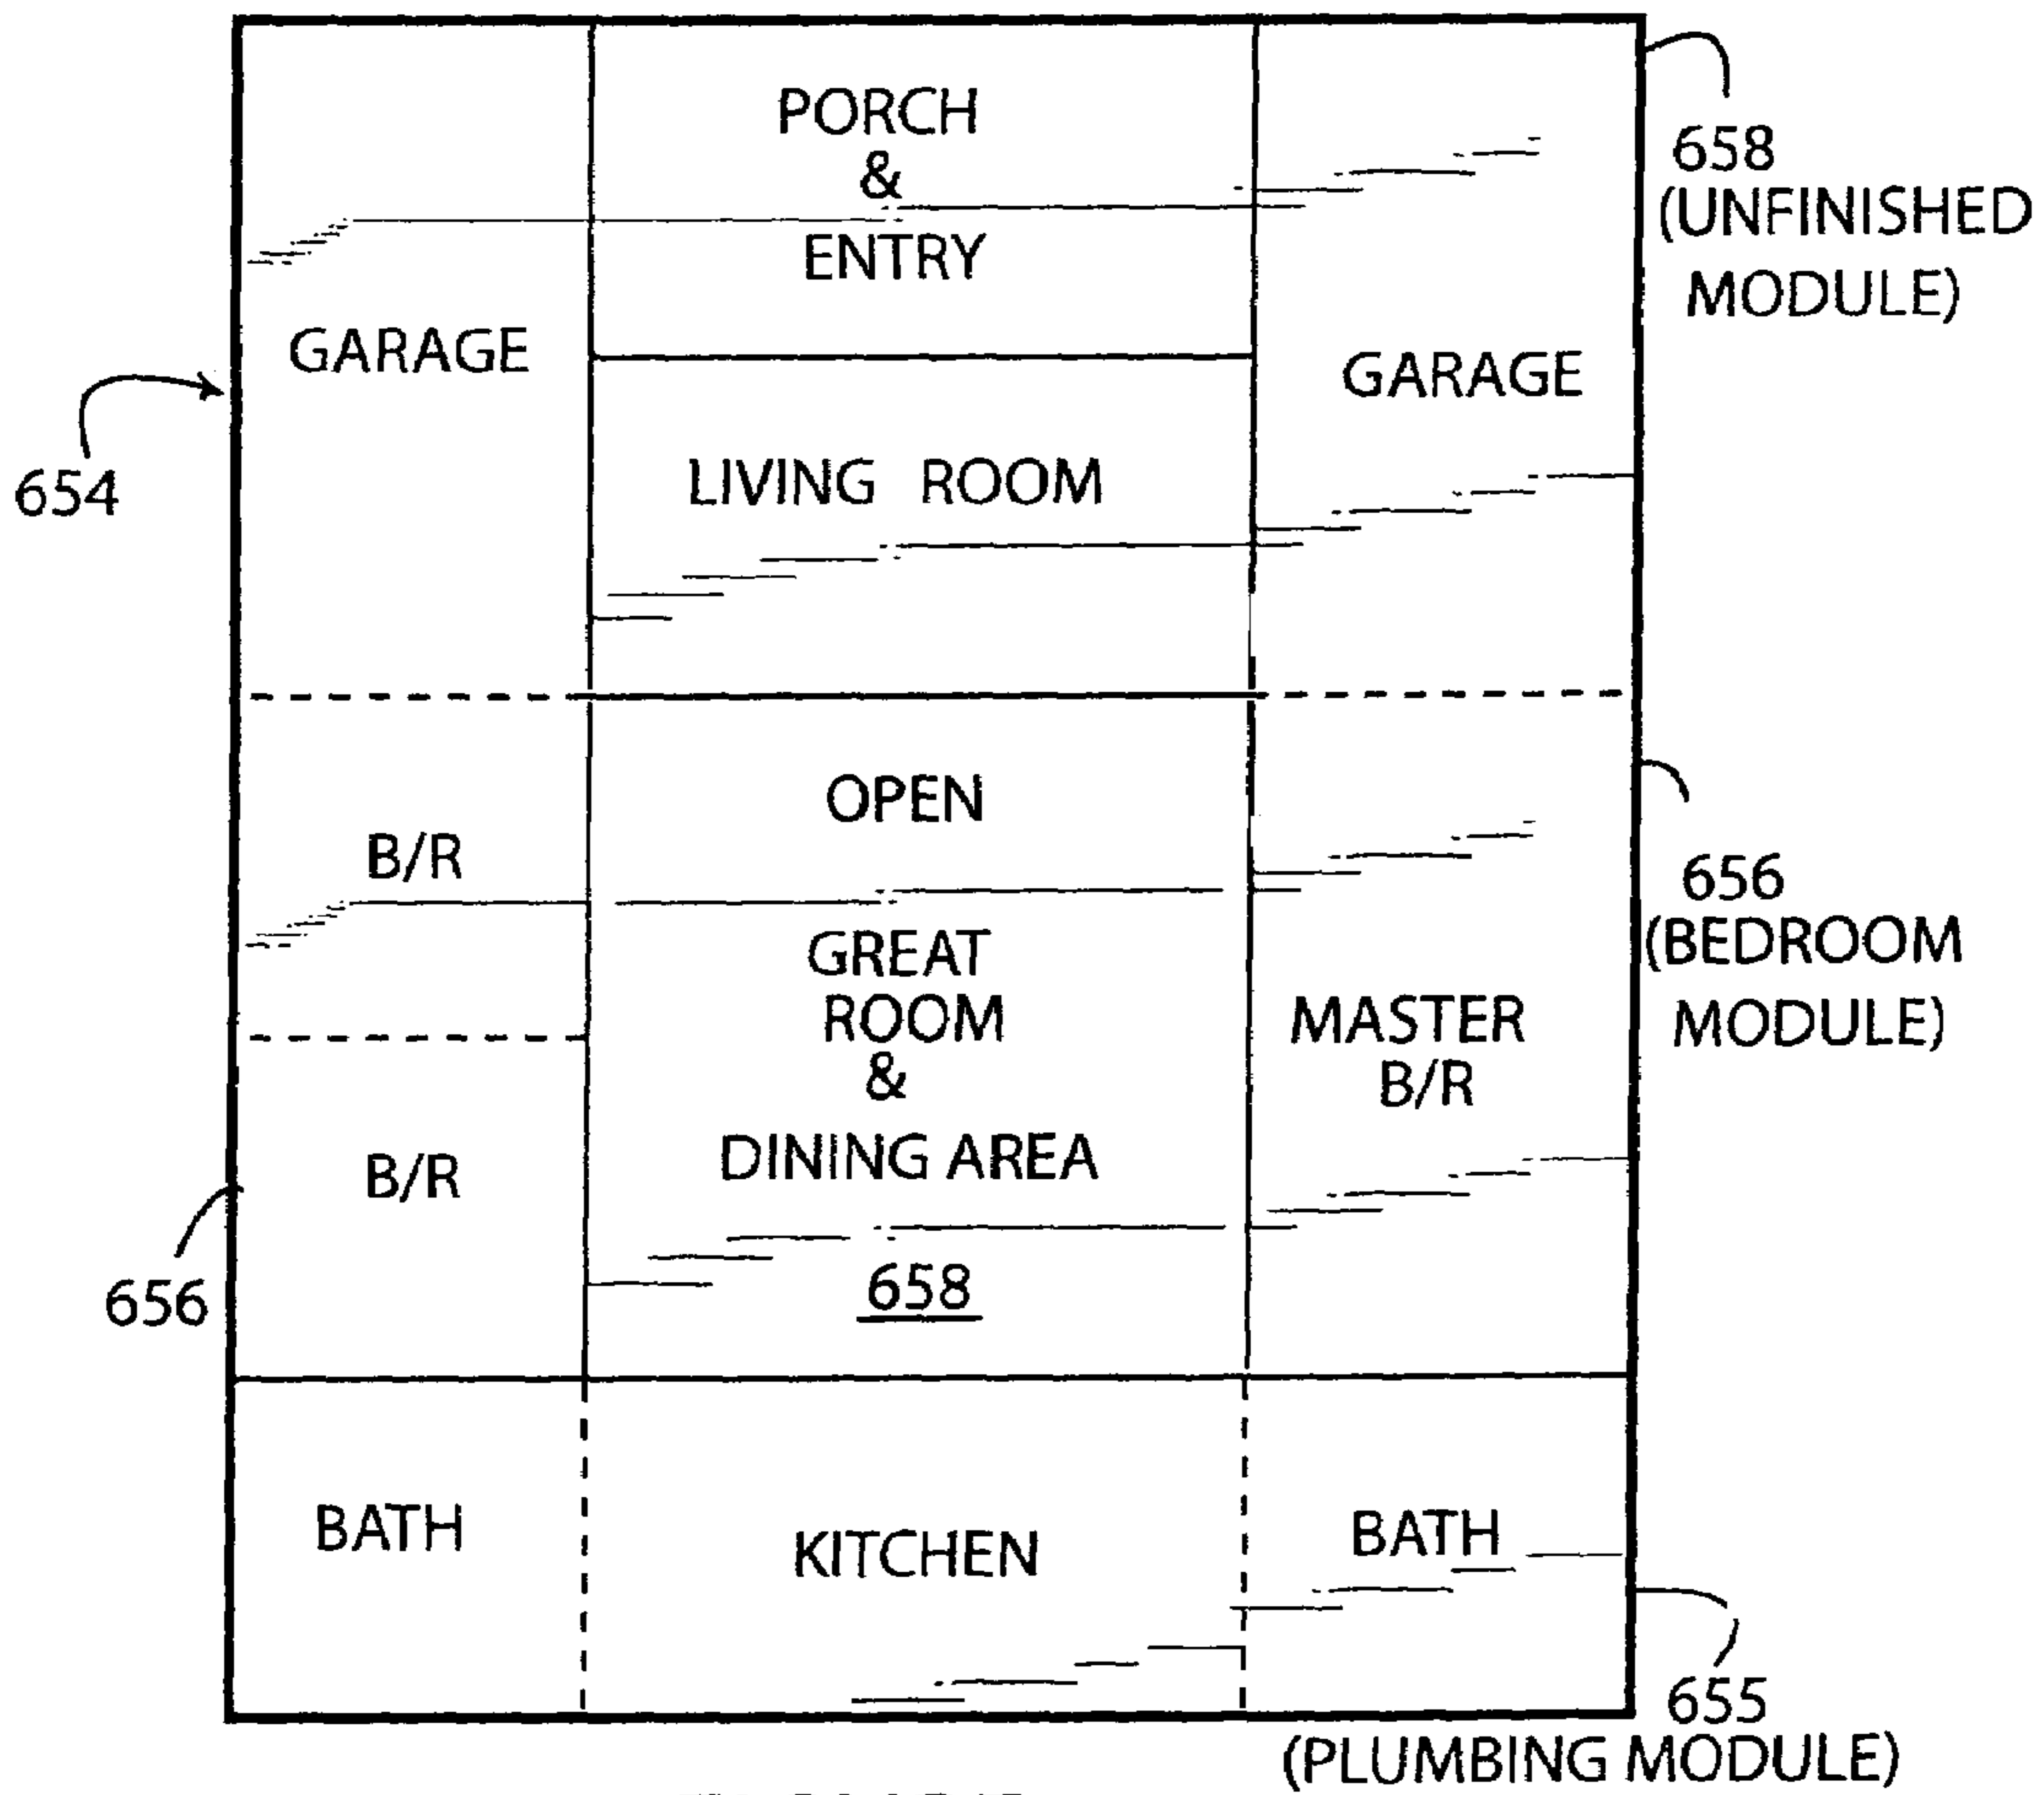 PORCH
&
ENTRY
658
(UNFINISHED
MODULE)
GARAGE
GARAGE
654
LIVING ROOM
OPEN
B/R
GREAT
ROOM
&
DINING AREA
656
(BEDROOM
MODULE)
MASTER
B/R
B/R
656
658
BATH
KITCHEN
BATH
655
(PLUMBING MODULE)